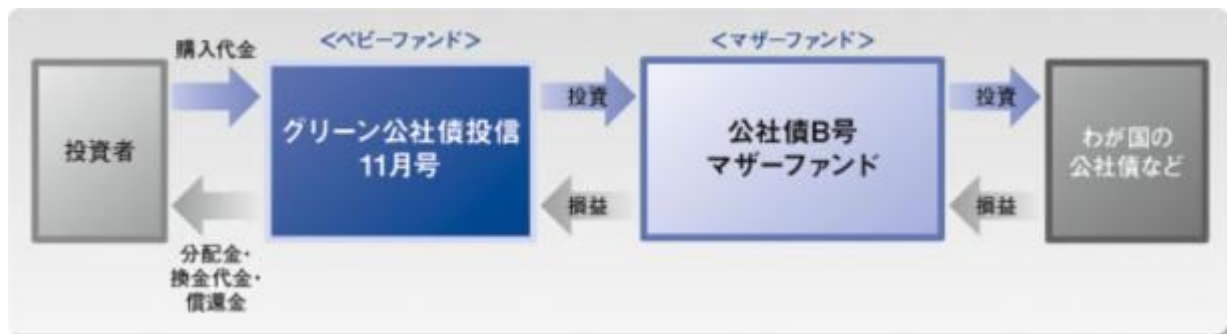 購入代金
<ベビーファンド>
<マザーファンド>
投資者
グリーン公社債投信
11月号
投資
公社債B号
マザーファンド
投資
わが国の
公社債など
損益
損益
分配金・
換金代金・
償還金